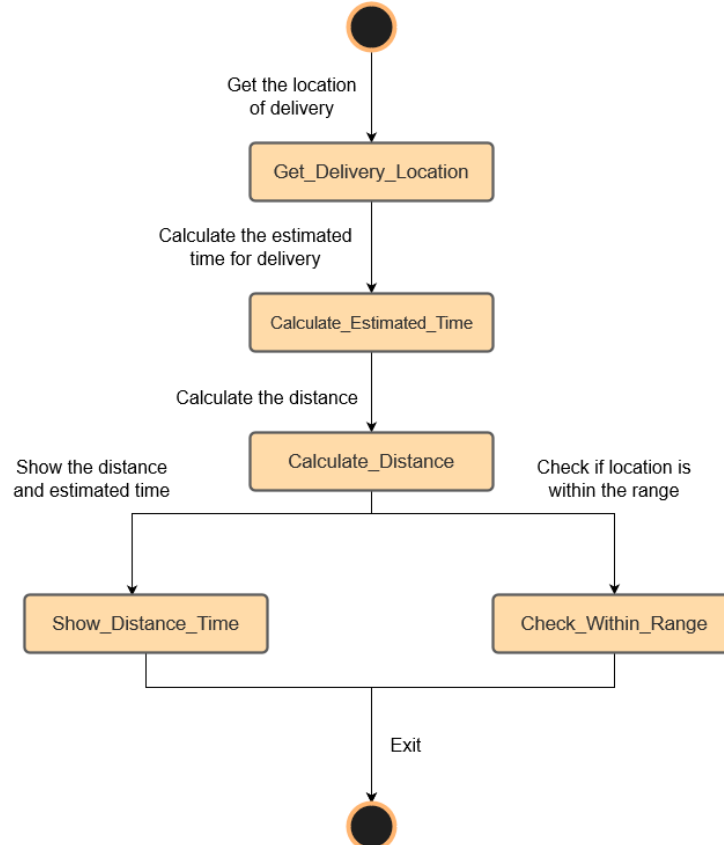 Get the location
of delivery
Get_Delivery_Location
Calculate the estimated
time for delivery
Calculate_Estimated_Time
Calculate the distance
Calculate_Distance
Show the distance
and estimated time
Check if location is
within the range
Show_Distance_Time
Check_Within_Range
Exit